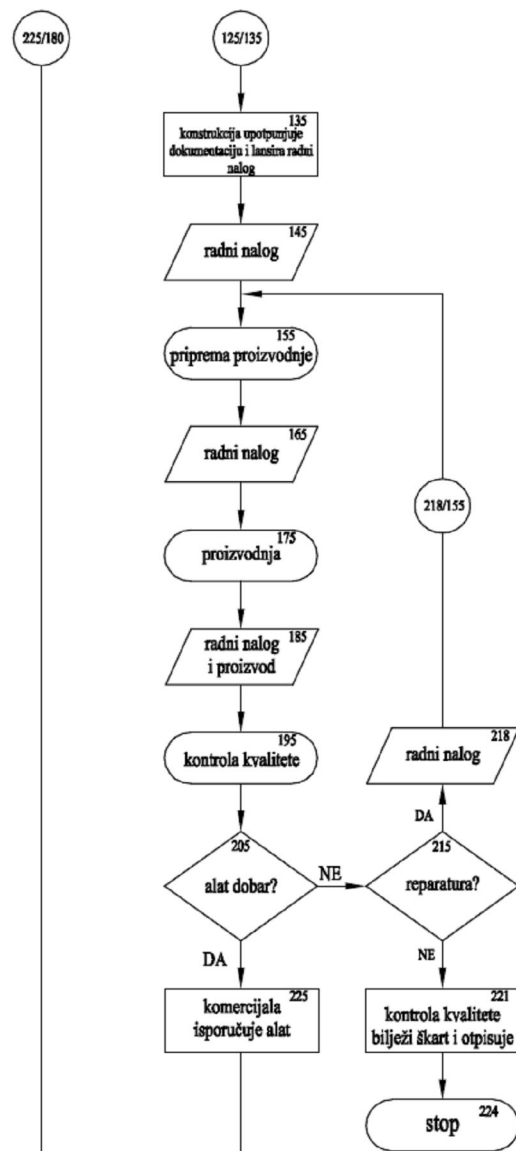 225/180
125/135
135
konstrukcija upotpunjuje
dokumentaciju i lansira radni
nalog
145
radni nalog
155
priprema proizvodnje
165
radni nalog
218/155
175
proizvodnja
185
radni nalog
i proizvod
195
kontrola kvalitete
218
radni nalog
DA
205
alat dobar?
NE
215
reparatura?
DA
NE
225
komercijala
isporučuje alat
221
kontrola kvalitete
bilježi škart i otpisuje
224
stop